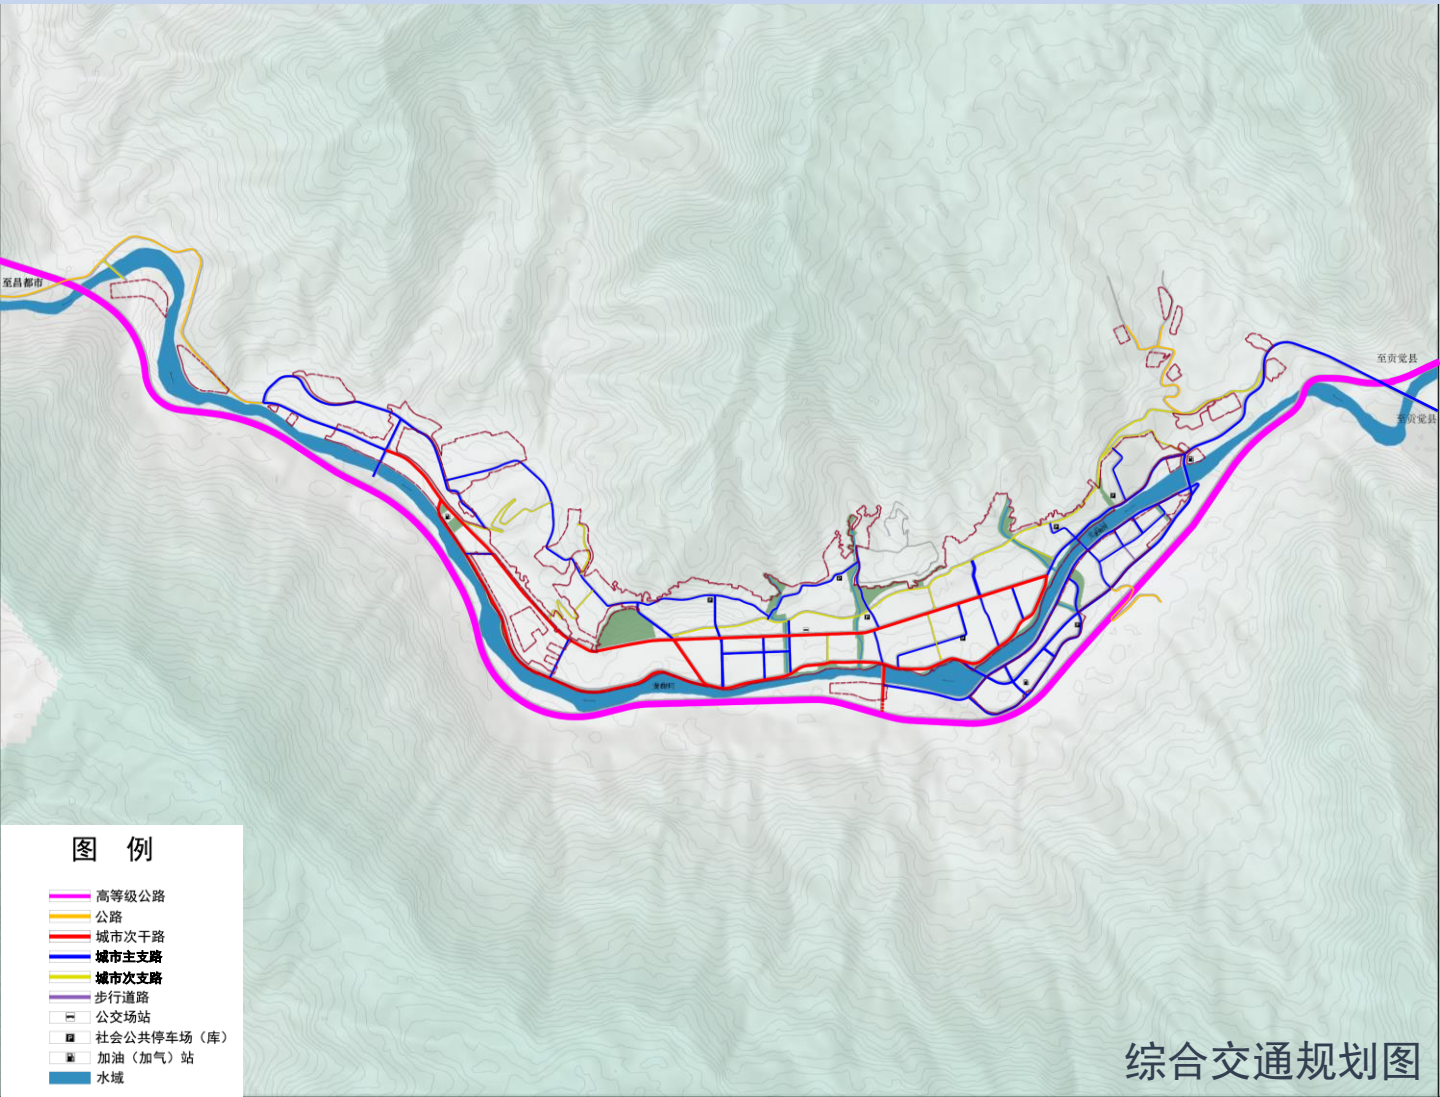 至昌都市
至贡觉县
至贡觉县
图 例
高等级公路
公路
城市次干路
城市主支路
城市次支路
步行道路
公交场站
社会公共停车场（库）
加油（加气）站
水域
综合交通规划图